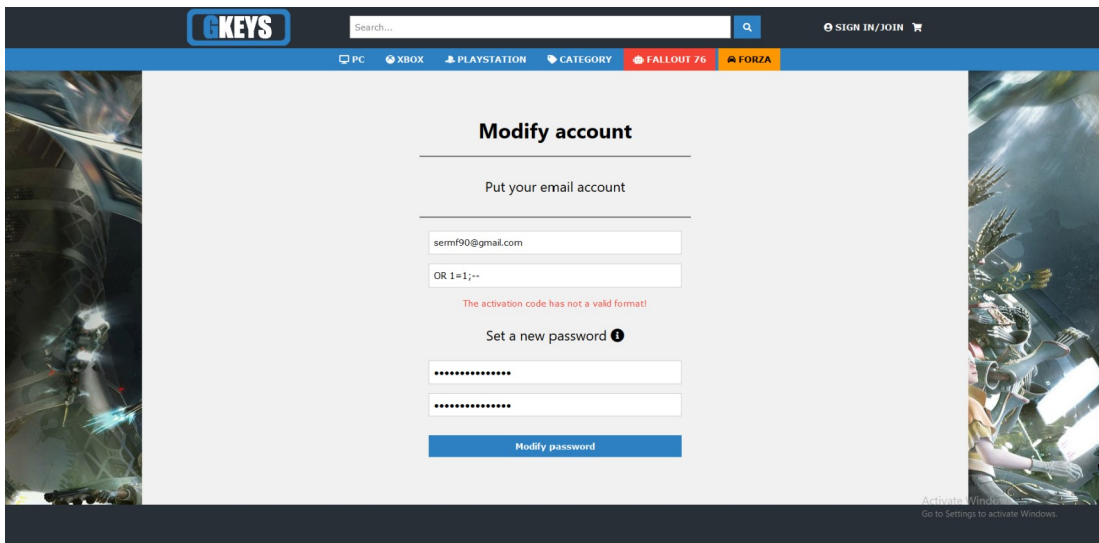 GKEYS
Search...
SIGN IN/JOIN
PC XBOX PLAYSTATION CATEGORY FALLOUT 76 FORZA
Modify account
Put your email account
sermf90@gmail.com
OR 1=1;--
The activation code has not a valid format!
Set a new password
•••••••••••••••
•••••••••••••••
Modify password
Activate Windows
Go to Settings to activate Windows.